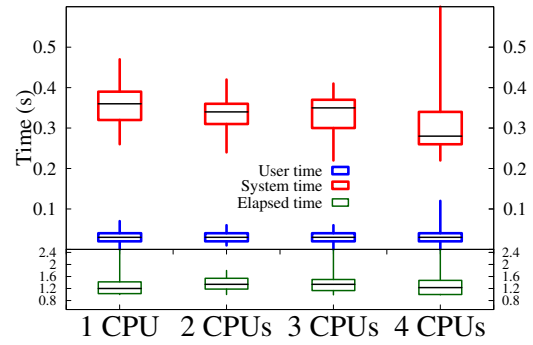 Time (s)
0.5 0.5
0.4 0.4
0.3 0.3
0.2 0.2
0.1 0.1
User time
System time
Elapsed time
2.4 2.4
2 2
1.6 1.6
1.2 1.2
0.8 0.8
1 CPU 2 CPUs 3 CPUs 4 CPUs